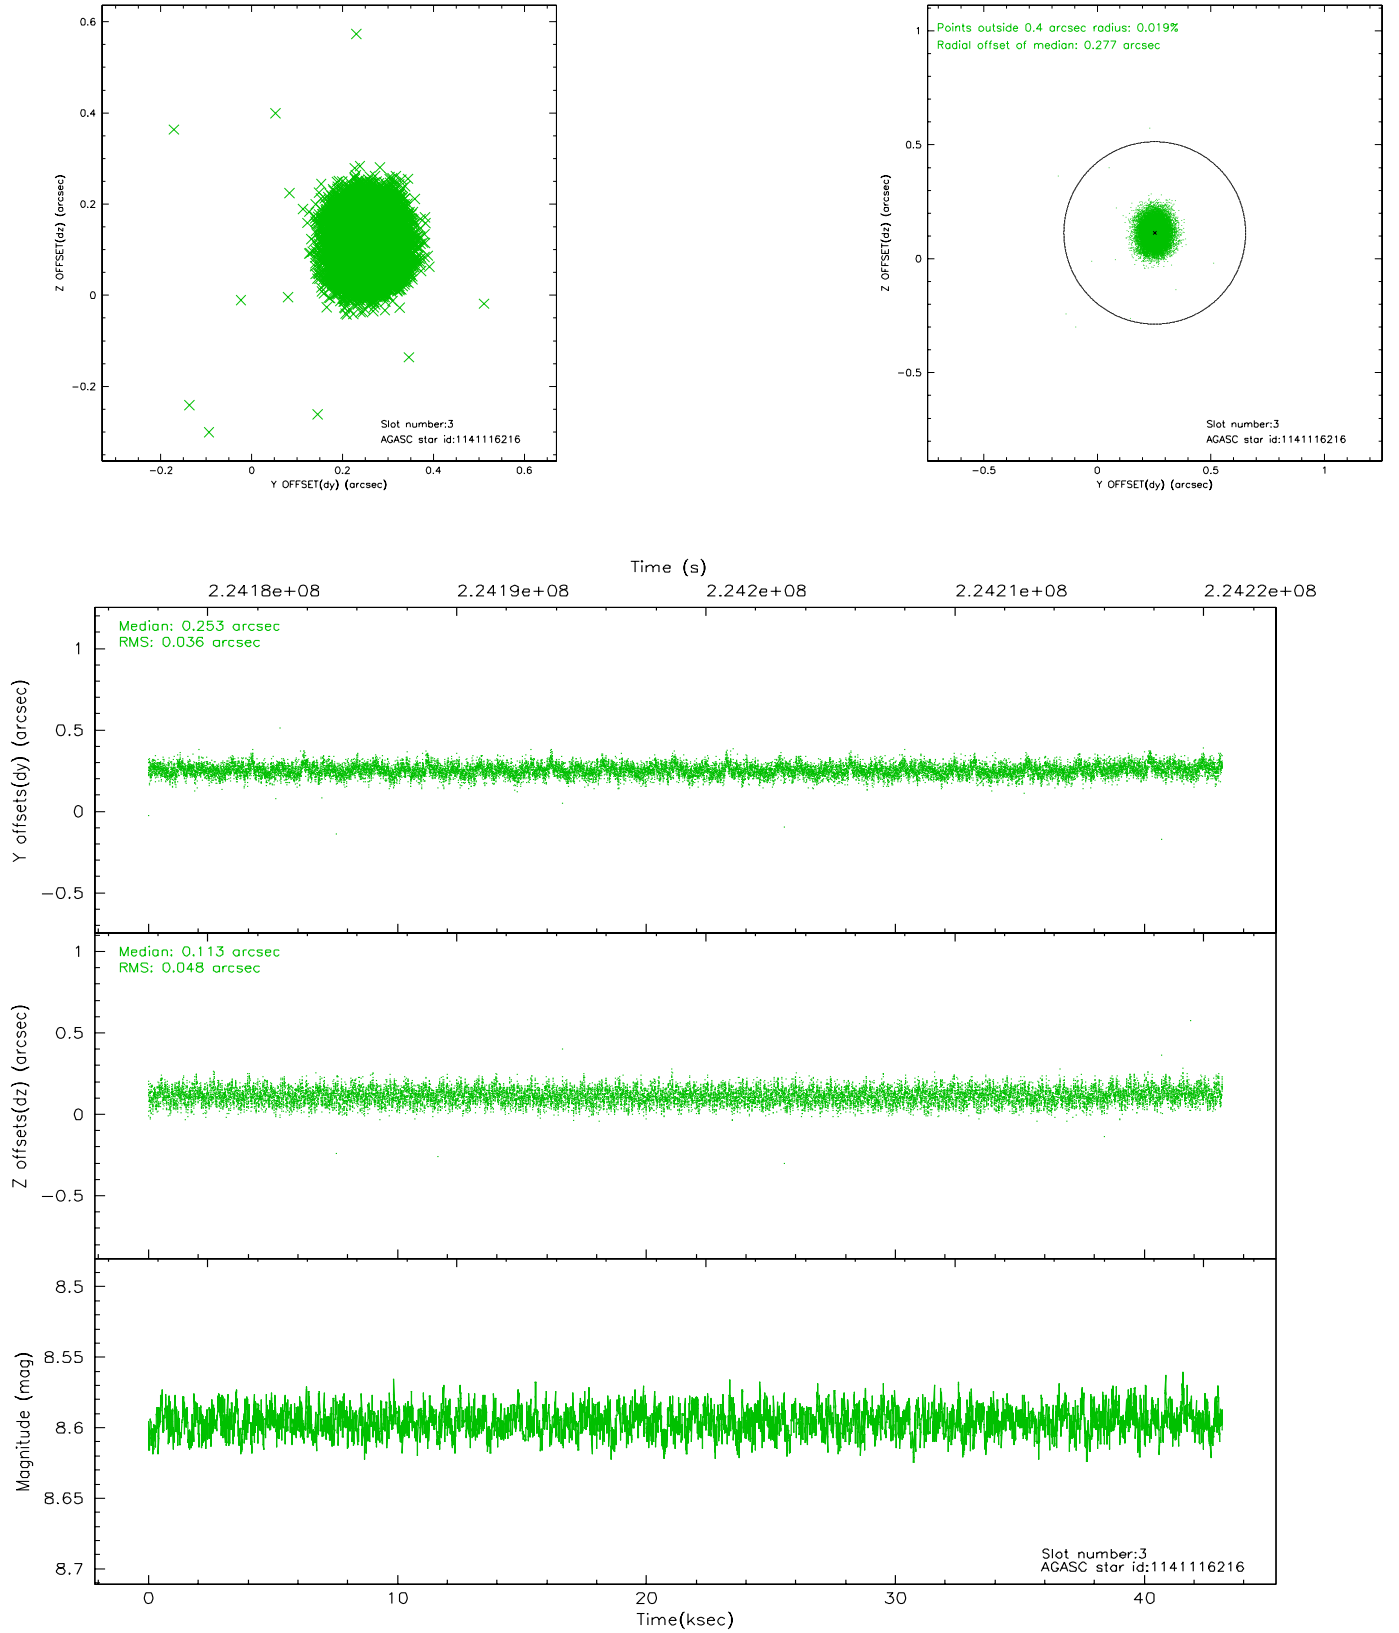 0.6
0.4
0.2
0
−0.2
Z OFFSET(dz) (arcsec)
Slot number:3
AGASC star id:1141116216
−0.2 0 0.2 0.4 0.6
Y OFFSET(dy) (arcsec)
Points outside 0.4 arcsec radius: 0.019%
Radial offset of median: 0.277 arcsec
1
0.5
0
−0.5
Z OFFSET(dz) (arcsec)
Slot number:3
AGASC star id:1141116216
−0.5 0 0.5 1
Y OFFSET(dy) (arcsec)
Time (s)
2.2418e+08 2.2419e+08 2.242e+08 2.2421e+08 2.2422e+08
Median: 0.253 arcsec
RMS: 0.036 arcsec
1
0.5
0
−0.5
Y offsets(dy) (arcsec)
Median: 0.113 arcsec
RMS: 0.048 arcsec
1
0.5
0
−0.5
Z offsets(dz) (arcsec)
8.5
8.55
8.6
8.65
8.7
Magnitude (mag)
Slot number:3
AGASC star id:1141116216
0 10 20 30 40
Time(ksec)